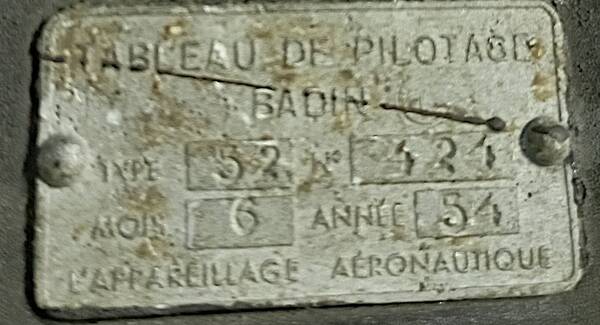 TABLEAU DE PILOTAGE
BADIN
TYPE 52 N° 424
MOIS 6 ANNÉE 54
L'APPAREILLAGE AÉRONAUTIQUE